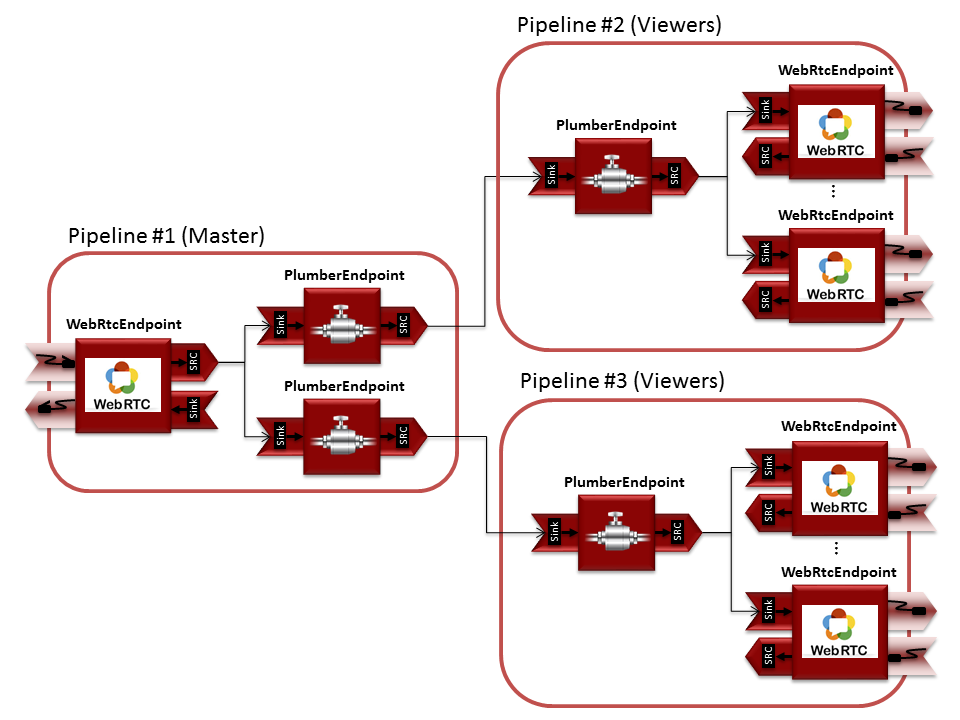 Pipeline #2 (Viewers)
WebRtcEndpoint
Sink
WebRTC
SRC
PlumberEndpoint
Sink
SRC
⋮
WebRtcEndpoint
Sink
WebRTC
SRC
Pipeline #1 (Master)
PlumberEndpoint
Sink
SRC
WebRtcEndpoint
SRC
WebRTC
Sink
PlumberEndpoint
Sink
SRC
Pipeline #3 (Viewers)
WebRtcEndpoint
Sink
WebRTC
SRC
PlumberEndpoint
Sink
SRC
⋮
WebRtcEndpoint
Sink
WebRTC
SRC